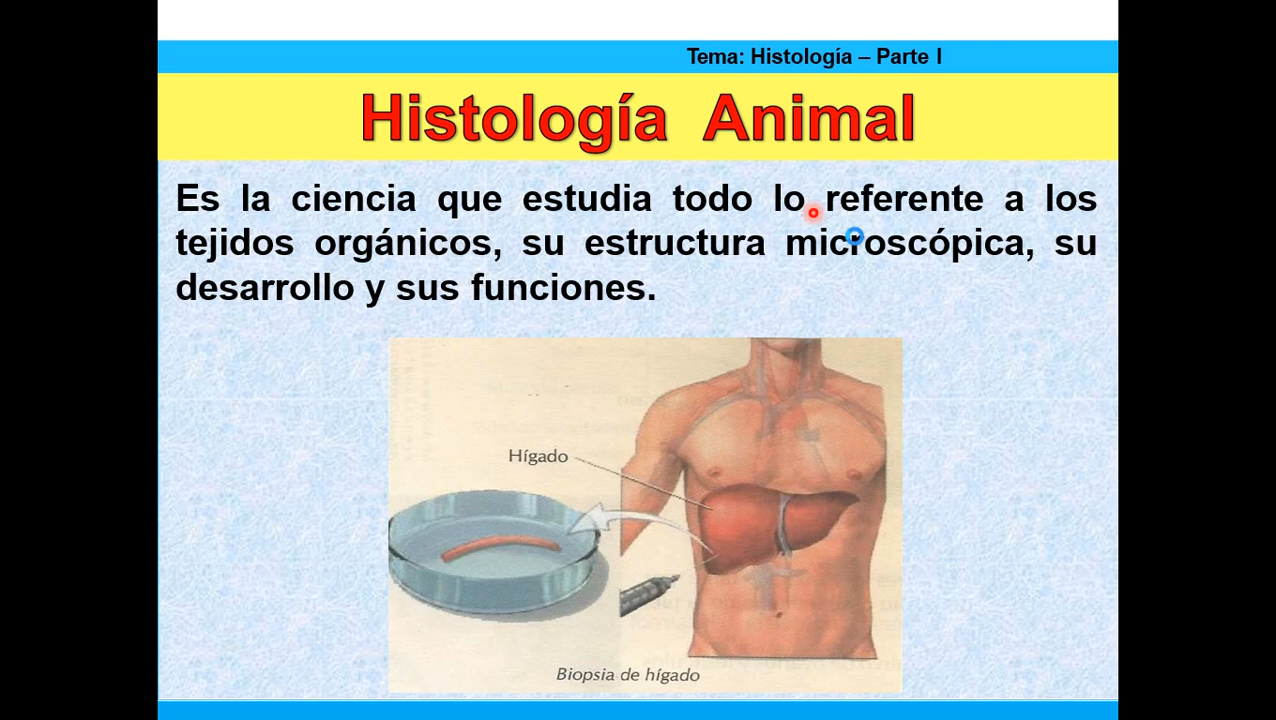 Tema: Histología – Parte I
Histología Animal
Es la ciencia que estudia todo lo referente a los
tejidos orgánicos, su estructura microscópica, su
desarrollo y sus funciones.
Hígado
Biopsia de hígado